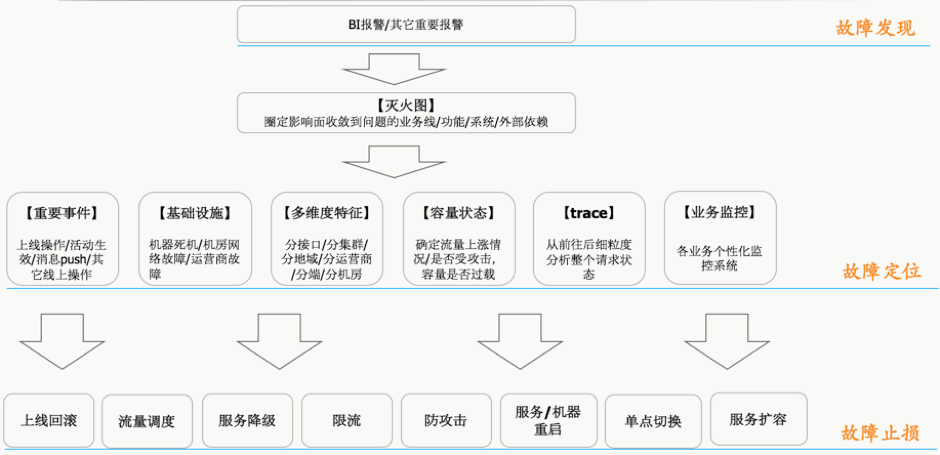 BI报警/其它重要报警
故障发现
【灭火图】
圈定影响面收敛到问题的业务线/功能/系统/外部依赖
【重要事件】
上线操作/活动生
效/消息push/其
它线上操作
【基础设施】
机器死机/机房网
络故障/运营商故
障
【多维度特征】
分接口/分集群/
分地域/分运营商
/分端/分机房
【容量状态】
确定流量上涨情
况/是否受攻击,
容量是否过载
【trace】
从前往后细粒度
分析整个请求状
态
【业务监控】
各业务个性化监
控系统
故障定位
上线回滚
流量调度
服务降级
限流
防攻击
服务/机器
重启
单点切换
服务扩容
故障止损